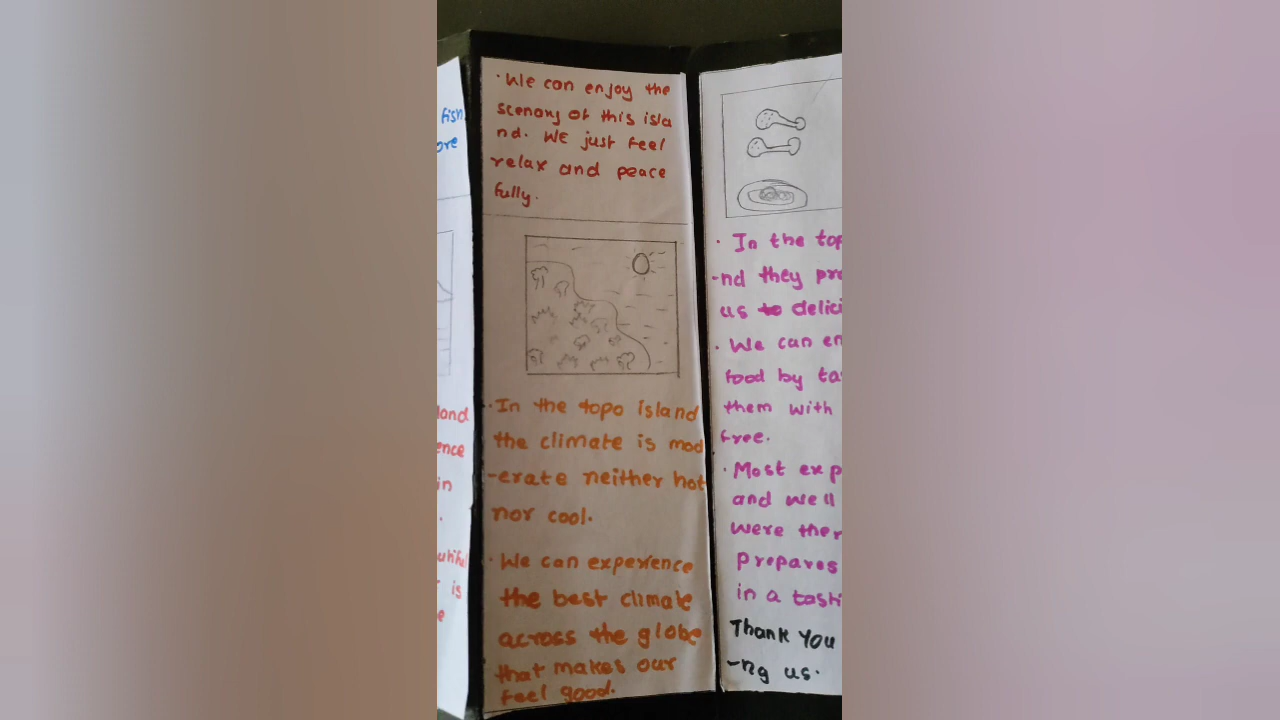 fish
ore
land
ence
in
is
· We can enjoy the
scenary of this isla
nd. WE just feel
relax and peace
fully.
· In the topo island
the climate is mod
-erate neither hot
nor cool.
· We can experience
the best climate
across the globe
that makes our
feel good.
· In the top
-nd they pre
us to delici
· We can en
food by ta
them with
free.
· Most exp
and well
were ther
prepares
in a tasti
Thank you
-ng us.